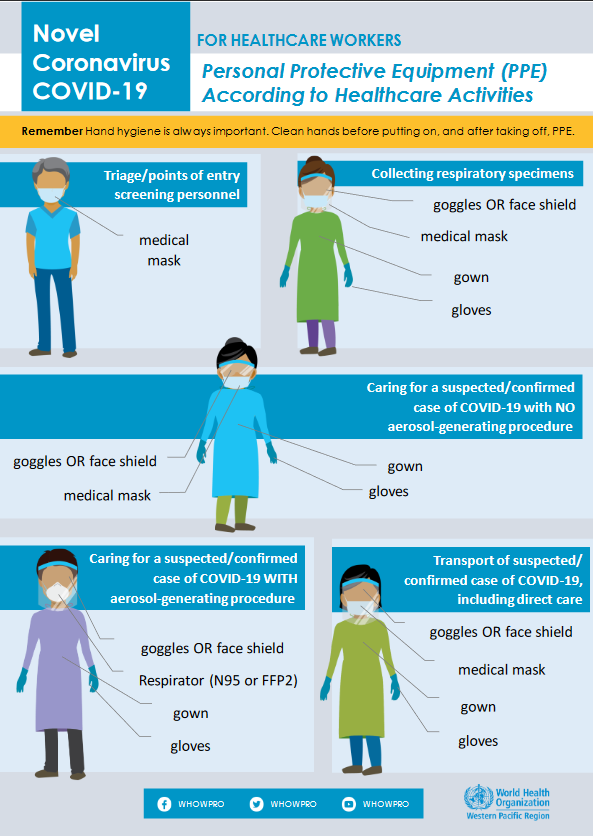 Novel
Coronavirus
COVID-19
FOR HEALTHCARE WORKERS
Personal Protective Equipment (PPE)
According to Healthcare Activities
Remember Hand hygiene is always important. Clean hands before putting on, and after taking off, PPE.
Triage/points of entry
screening personnel
medical
mask
Collecting respiratory specimens
goggles OR face shield
medical mask
gown
gloves
Caring for a suspected/confirmed
case of COVID-19 with NO
aerosol-generating procedure
goggles OR face shield
medical mask
gown
gloves
Caring for a suspected/confirmed
case of COVID-19 WITH
aerosol-generating procedure
goggles OR face shield
Respirator (N95 or FFP2)
gown
gloves
Transport of suspected/
confirmed case of COVID-19,
including direct care
goggles OR face shield
medical mask
gown
gloves
WHOWPRO
WHOWPRO
WHOWPRO
World Health
Organization
Western Pacific Region